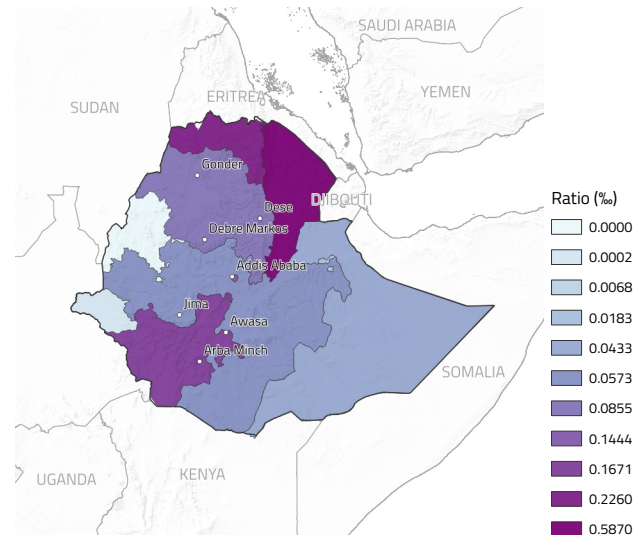 SAUDI ARABIA
YEMEN
SUDAN
ERITREA
Gonder
DJIBOUTI
Dese
Debre Markos
Addis Ababa
Jima
Awasa
Arba Minch
SOMALIA
UGANDA
KENYA
Ratio (‰)
0.0000
0.0002
0.0068
0.0183
0.0433
0.0573
0.0855
0.1444
0.1671
0.2260
0.5870